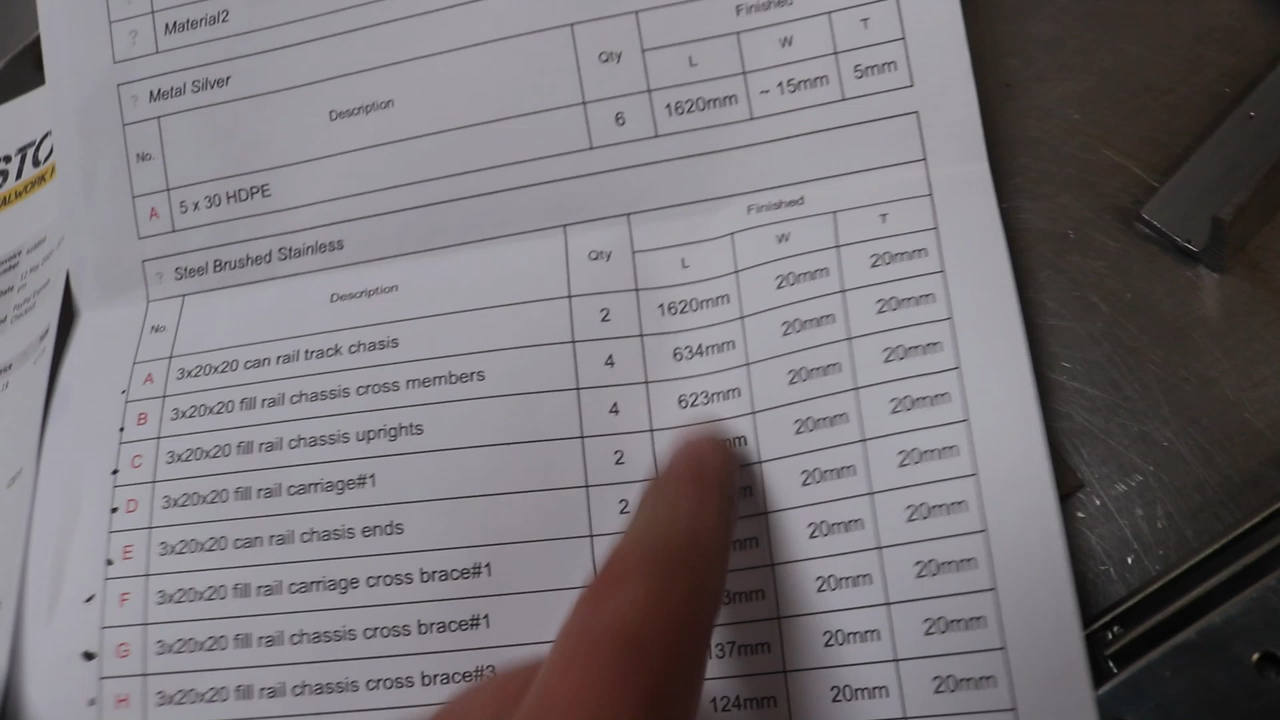 Material2
? Metal Silver
No.
Description
Qty
Finished
L
W
T
A 5 x 30 HDPE 6 1620mm ~ 15mm 5mm
? Steel Brushed Stainless
No.
Description
Qty
Finished
L
W
T
A 3x20x20 can rail track chasis 2 1620mm 20mm 20mm
B 3x20x20 fill rail chassis cross members 4 634mm 20mm 20mm
C 3x20x20 fill rail chassis uprights 4 623mm 20mm 20mm
D 3x20x20 fill rail carriage#1 2 20mm 20mm
E 3x20x20 can rail chasis ends 2 20mm 20mm
F 3x20x20 fill rail carriage cross brace#1 20mm 20mm
G 3x20x20 fill rail chassis cross brace#1 20mm 20mm
H 3x20x20 fill rail chassis cross brace#3 137mm 20mm 20mm
124mm 20mm 20mm